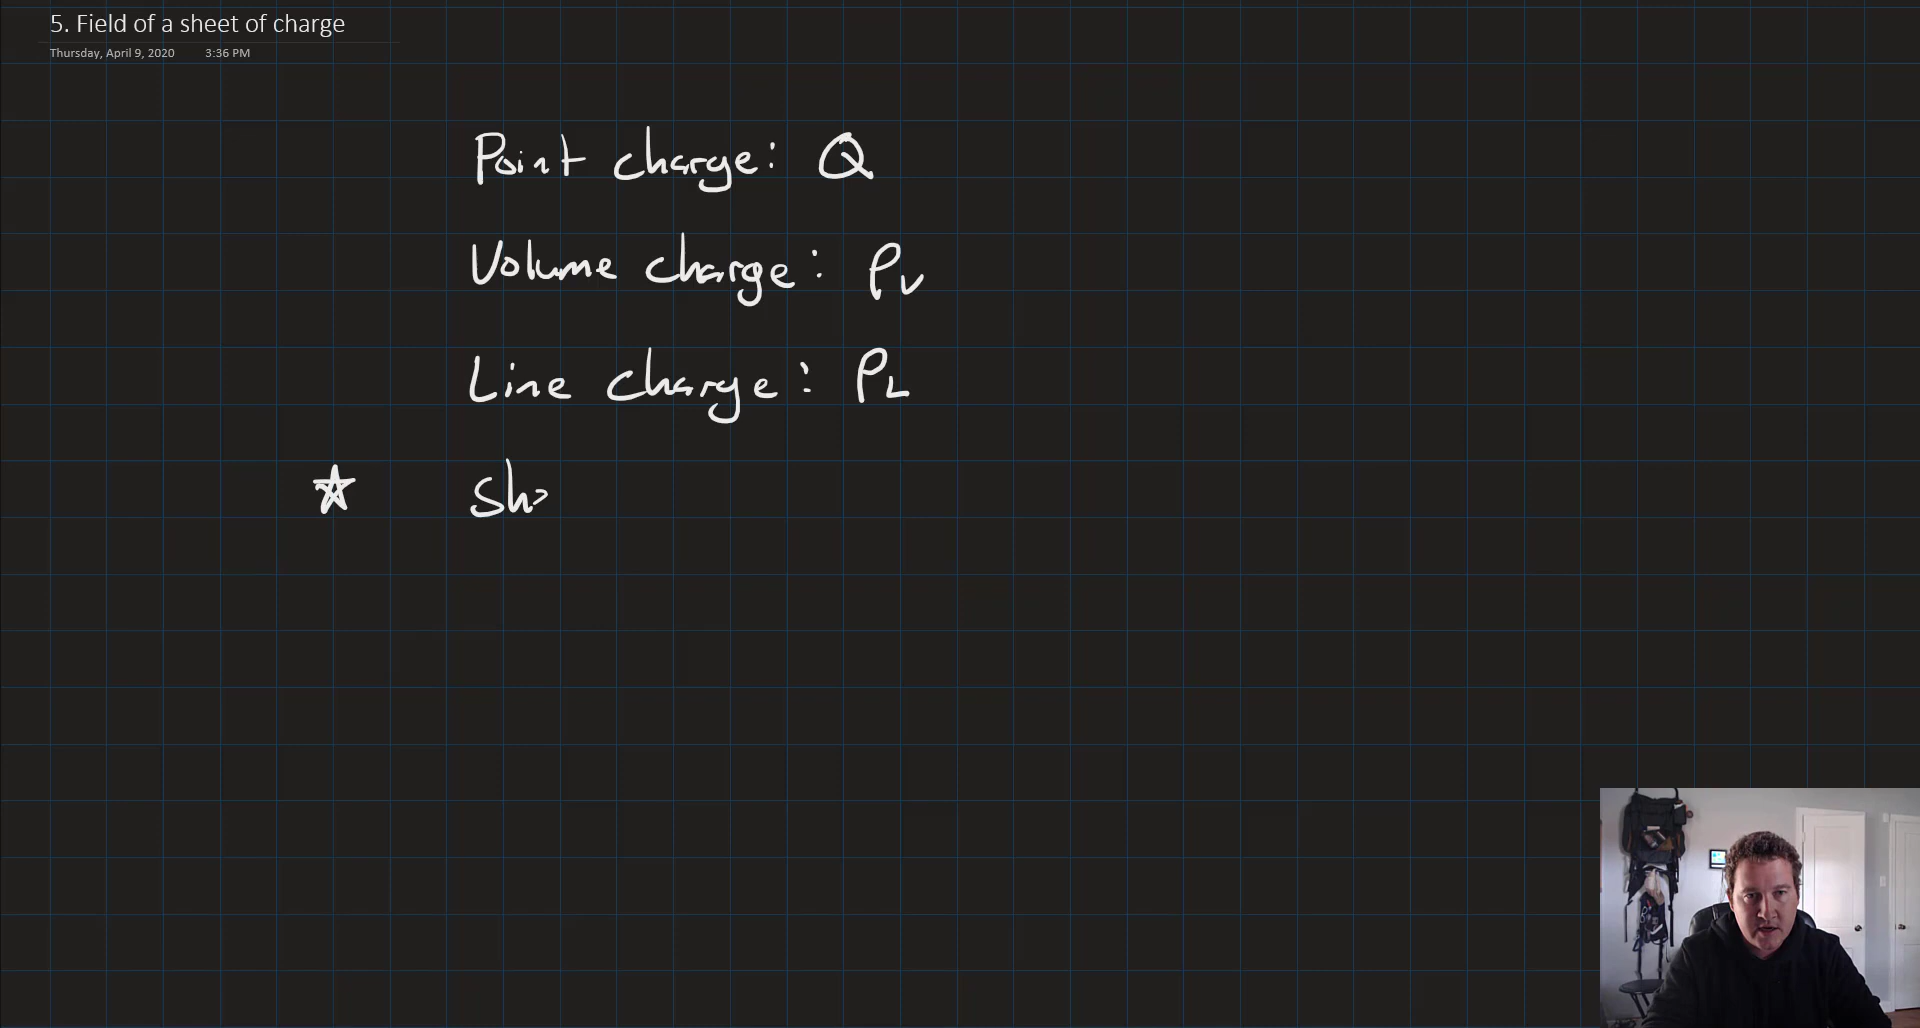 5. Field of a sheet of charge
Thursday, April 9, 2020 3:36 PM
Point charge: Q
Volume charge: ρv
Line charge: ρL
☆ She